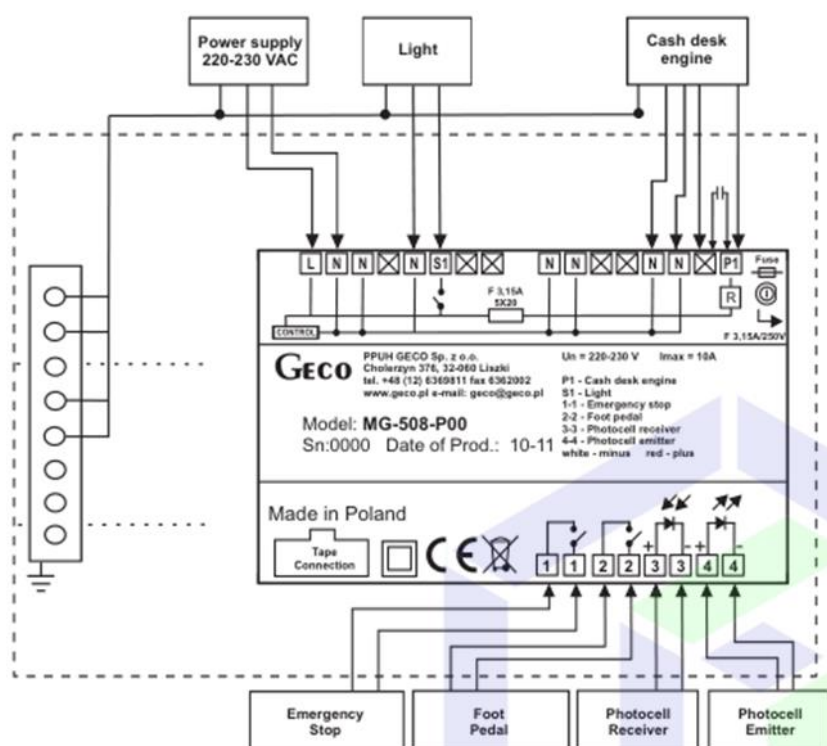 Power supply
220-230 VAC
Light
Cash desk
engine
L N N N S1 N N N N P1
Fuse
F 3,15A
5X20
R
CONTROL
F 3,15A/250V
GECO
PPUH GECO Sp. z o.o.
Cholerzyn 376, 32-060 Liszki
tel. +48 (12) 6369811 fax 6362002
www.geco.pl e-mail: geco@geco.pl
Model: MG-508-P00
Sn:0000 Date of Prod.: 10-11
Un = 220-230 V Imax = 10A
P1 - Cash desk engine
S1 - Light
1-1 - Emergency stop
2-2 - Foot pedal
3-3 - Photocell receiver
4-4 - Photocell emitter
white - minus red - plus
Made in Poland
Tape
Connection
CE
+ - + -
1 1 2 2 3 3 4 4
Emergency
Stop
Foot
Pedal
Photocell
Receiver
Photocell
Emitter